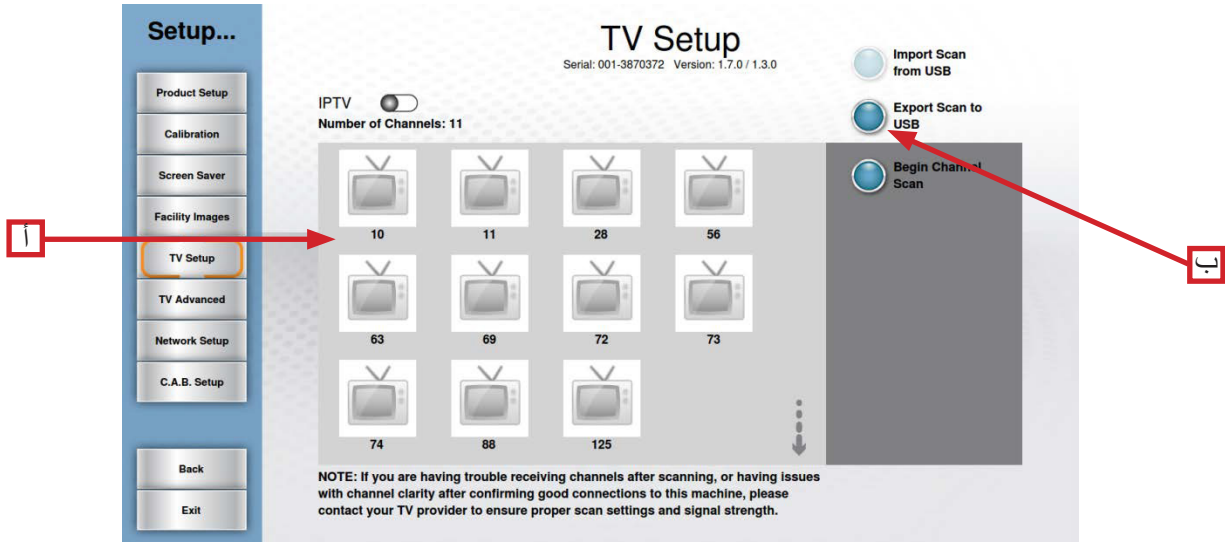 Setup...
Product Setup
Calibration
Screen Saver
Facility Images
TV Setup
TV Advanced
Network Setup
C.A.B. Setup
Back
Exit
أ
TV Setup
Serial: 001-3870372 Version: 1.7.0 / 1.3.0
IPTV
Number of Channels: 11
10 11 28 56
63 69 72 73
74 88 125
NOTE: If you are having trouble receiving channels after scanning, or having issues
with channel clarity after confirming good connections to this machine, please
contact your TV provider to ensure proper scan settings and signal strength.
Import Scan
from USB
Export Scan to
USB
Begin Channel
Scan
ب